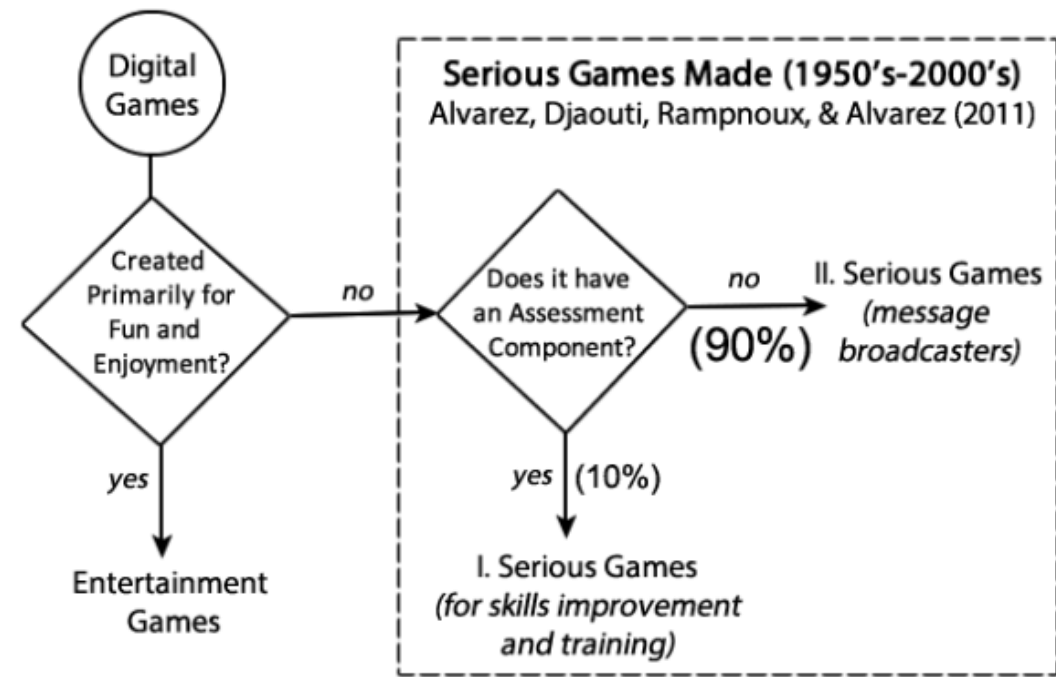 Digital
Games
Serious Games Made (1950's-2000's)
Alvarez, Djaouti, Rampnoux, & Alvarez (2011)
Created
Primarily for
Fun and
Enjoyment?
no
Does it have
an Assessment
Component?
no
(90%)
II. Serious Games
(message
broadcasters)
yes
Entertainment
Games
yes (10%)
I. Serious Games
(for skills improvement
and training)